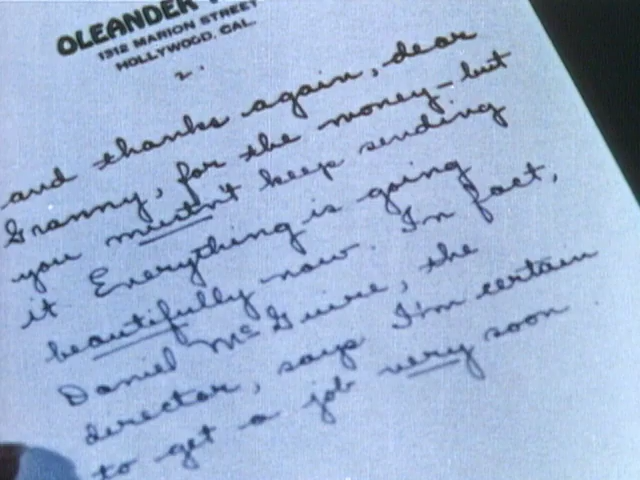 OLEANDER
1312 MARION STREET
HOLLYWOOD, CAL.
2.
and thanks again, dear
Granny, for the money – but
you mustn't keep sending
it Everything is going
beautifully now. In fact,
Daniel McGuire, the
director, says I'm certain
to get a job very soon.